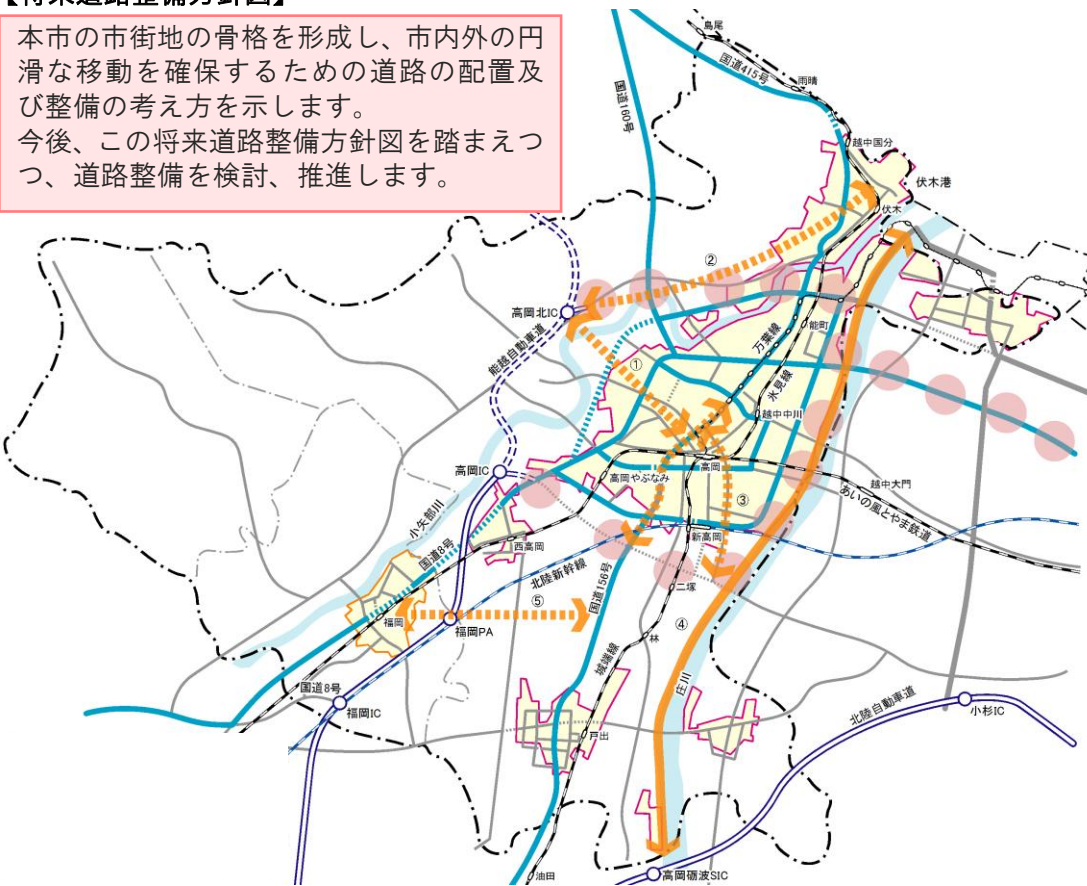 【将来道路整備方針図】
本市の市街地の骨格を形成し、市内外の円
滑な移動を確保するための道路の配置及
び整備の考え方を示します。
今後、この将来道路整備方針図を踏まえつ
つ、道路整備を検討、推進します。
島尾
国道415号
雨晴
国道160号
越中国分
伏木港
伏木
②
高岡北IC
能越自動車道
万葉線
能町
氷見線
①
越中中川
高岡IC
高岡やぶなみ
高岡
越中大門
③
あいの風とやま鉄道
小矢部川
西高岡
新高岡
国道8号
北陸新幹線
二塚
国道156号
⑤
福岡
福岡PA
④
林
城端線
庄川
国道8号
福岡IC
北陸自動車道
小杉IC
戸出
油田
高岡砺波SIC